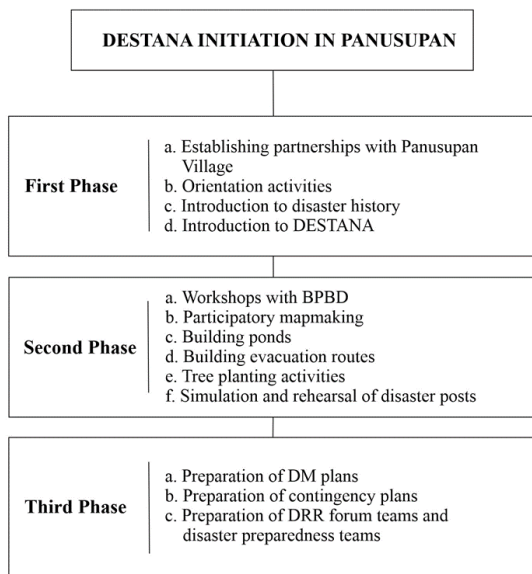 DESTANA INITIATION IN PANUSUPAN
First Phase
a. Establishing partnerships with Panusupan
Village
b. Orientation activities
c. Introduction to disaster history
d. Introduction to DESTANA
Second Phase
a. Workshops with BPBD
b. Participatory mapmaking
c. Building ponds
d. Building evacuation routes
e. Tree planting activities
f. Simulation and rehearsal of disaster posts
Third Phase
a. Preparation of DM plans
b. Preparation of contingency plans
c. Preparation of DRR forum teams and
disaster preparedness teams